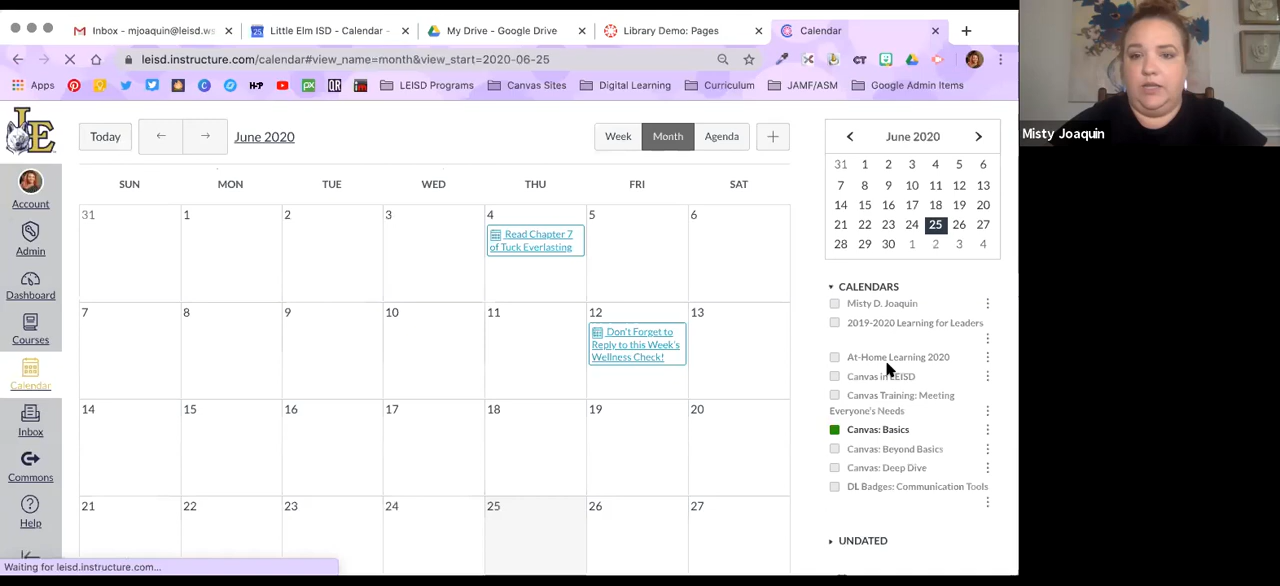 Inbox - mjoaquin@leisd.ws
Little Elm ISD - Calendar -
My Drive - Google Drive
Library Demo: Pages
Calendar
leisd.instructure.com/calendar#view_name=month&view_start=2020-06-25
Apps
LEISD Programs
Canvas Sites
Digital Learning
Curriculum
JAMF/ASM
Google Admin Items
Misty Joaquin
LE
Account
Admin
Dashboard
Courses
Calendar
Inbox
Commons
Help
Today
June 2020
Week
Month
Agenda
SUN MON TUE WED THU FRI SAT
31 1 2 3 4 5 6
Read Chapter 7
of Tuck Everlasting
7 8 9 10 11 12 13
Don't Forget to
Reply to this Week's
Wellness Check!
14 15 16 17 18 19 20
21 22 23 24 25 26 27
June 2020
31 1 2 3 4 5 6
7 8 9 10 11 12 13
14 15 16 17 18 19 20
21 22 23 24 25 26 27
28 29 30 1 2 3 4
CALENDARS
Misty D. Joaquin
2019-2020 Learning for Leaders
At-Home Learning 2020
Canvas in LEISD
Canvas Training: Meeting
Everyone's Needs
Canvas: Basics
Canvas: Beyond Basics
Canvas: Deep Dive
DL Badges: Communication Tools
UNDATED
Waiting for leisd.instructure.com...